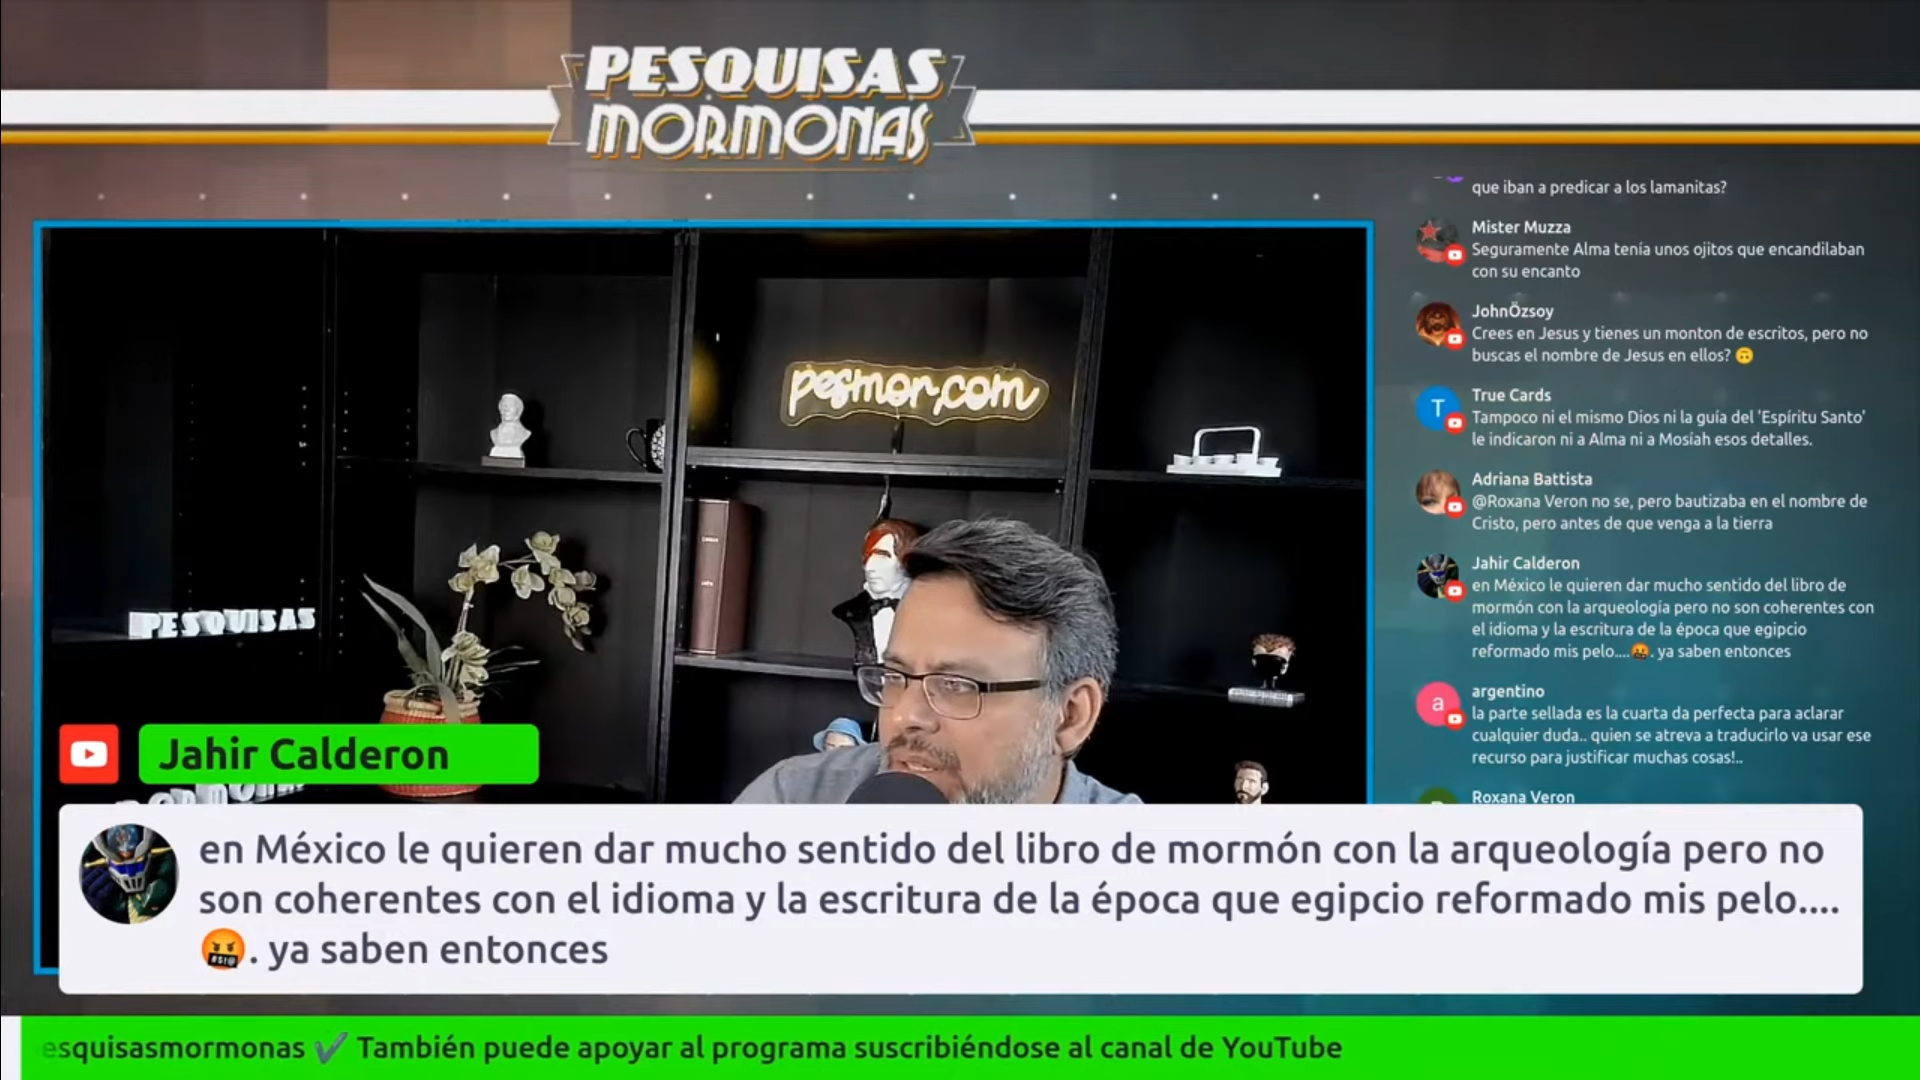 PESQUISAS
MORMONAS
que iban a predicar a los lamanitas?
Mister Muzza
Seguramente Alma tenía unos ojitos que encandilaban
con su encanto
JohnÖzsoy
Crees en Jesus y tienes un monton de escritos, pero no
buscas el nombre de Jesus en ellos? 🙃
T
True Cards
Tampoco ni el mismo Dios ni la guía del 'Espíritu Santo'
le indicaron ni a Alma ni a Mosíah esos detalles.
Adriana Battista
@Roxana Veron no se, pero bautizaba en el nombre de
Cristo, pero antes de que venga a la tierra
Jahir Calderon
en México le quieren dar mucho sentido del libro de
mormón con la arqueología pero no son coherentes con
el idioma y la escritura de la época que egipcio
reformado mis pelo....🤬. ya saben entonces
a
argentino
la parte sellada es la cuarta da perfecta para aclarar
cualquier duda.. quien se atreva a traducirlo va usar ese
recurso para justificar muchas cosas!..
Roxana Veron
pesmor.com
PESQUISAS
Jahir Calderon
en México le quieren dar mucho sentido del libro de mormón con la arqueología pero no
son coherentes con el idioma y la escritura de la época que egipcio reformado mis pelo....
🤬. ya saben entonces
esquisasmormonas ✔ También puede apoyar al programa suscribiéndose al canal de YouTube